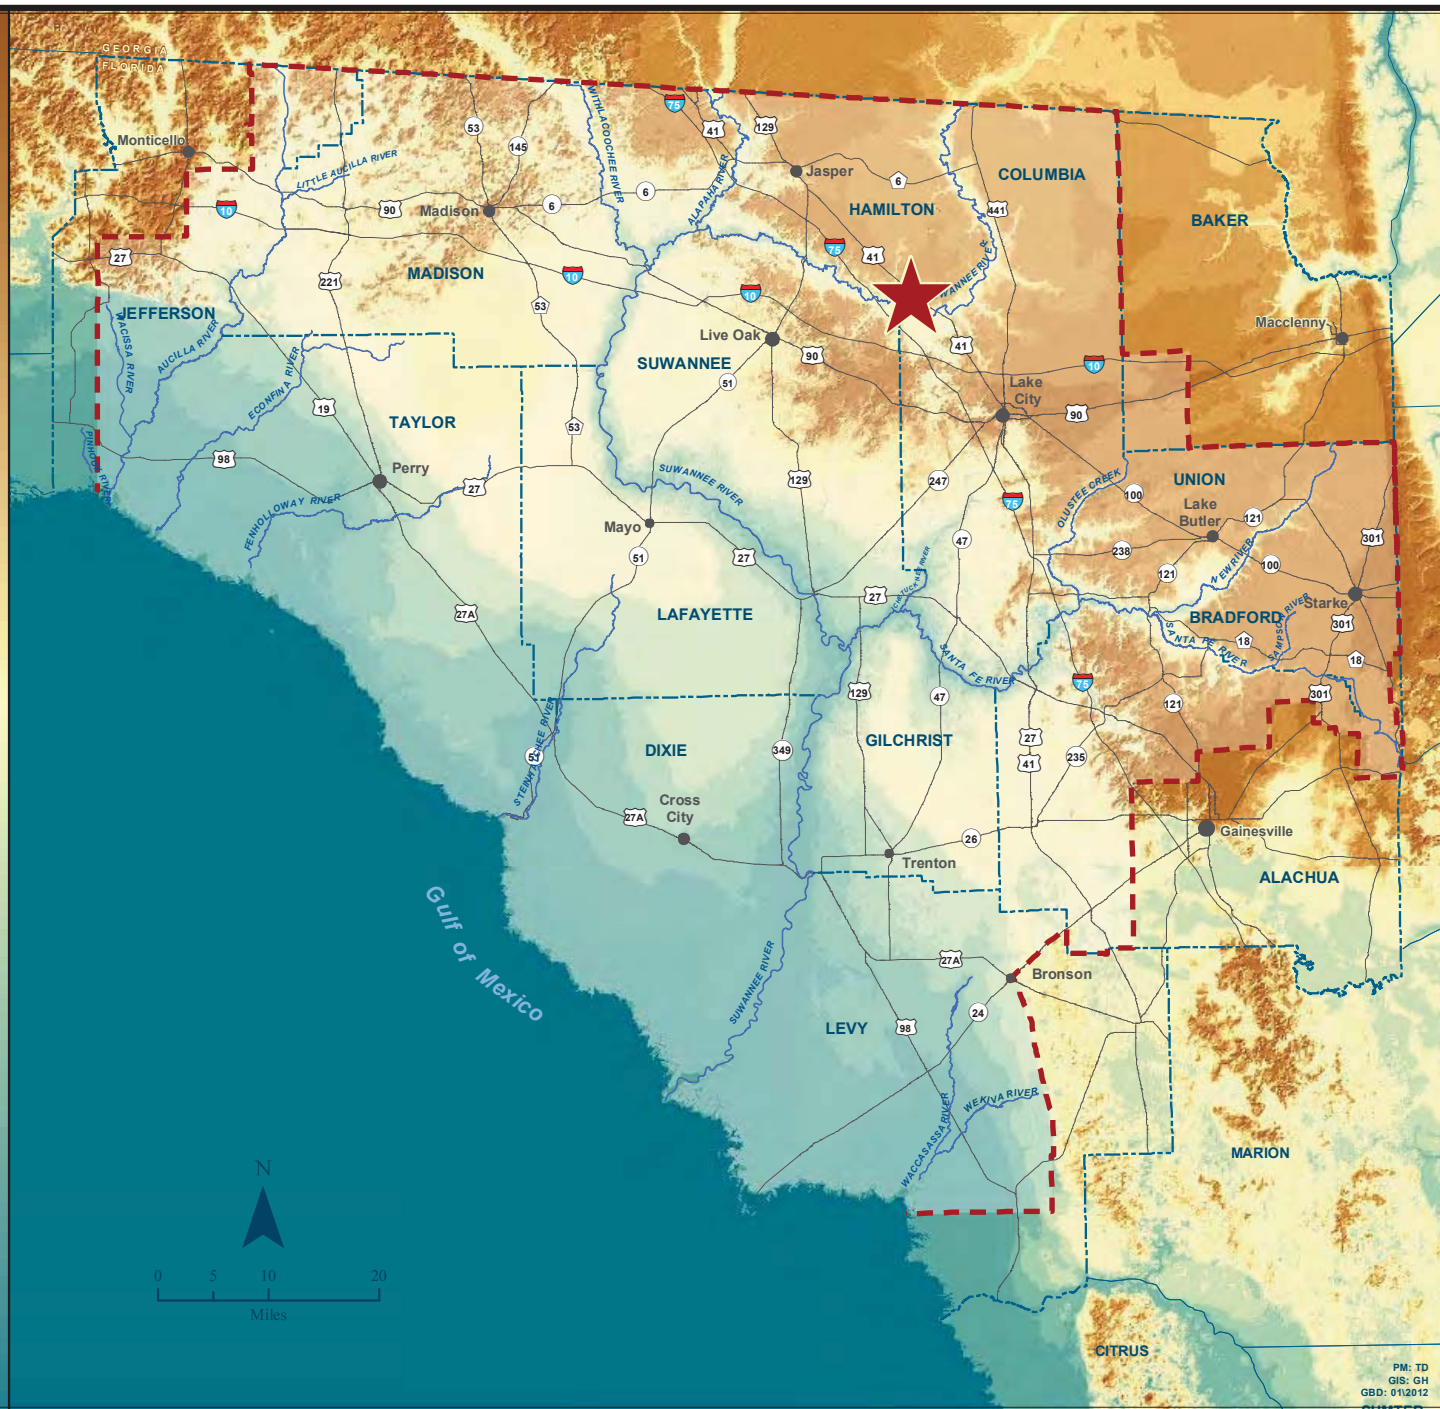 GEORGIA
FLORIDA
Monticello
WITHLACOOCHEE RIVER
75
41
129
53
145
LITTLE AUCILLA RIVER
ALAPAHA RIVER
Jasper
6
COLUMBIA
10
90
Madison
6
6
HAMILTON
441
BAKER
27
221
MADISON
10
75
41
SUWANNEE RIVER
53
10
JEFFERSON
WACISSA RIVER
AUCILLA RIVER
ECONFINA RIVER
Live Oak
90
41
Macclenny
SUWANNEE
51
10
Lake
City
19
90
TAYLOR
53
98
Perry
27
SUWANNEE RIVER
129
247
75
OLUSTEE CREEK
100
UNION
Lake
Butler
121
FENHOLLOWAY RIVER
Mayo
51
27
47
238
121
NEW RIVER
100
301
27A
LAFAYETTE
27
BRADFORD
Starke
301
SANTA FE RIVER
SANTA FE RIVER
18
SAMPSON RIVER
18
129
47
75
121
301
STEINHATCHEE RIVER
51
DIXIE
349
GILCHRIST
27
41
235
27A
Cross
City
26
Trenton
Gainesville
ALACHUA
Gulf of Mexico
27A
Bronson
SUWANNEE RIVER
LEVY
98
24
WEKIVA RIVER
WACCASASSA RIVER
MARION
N
0 5 10 20
Miles
CITRUS
PM: TD
GIS: GH
GBD: 01\2012
SUMTER